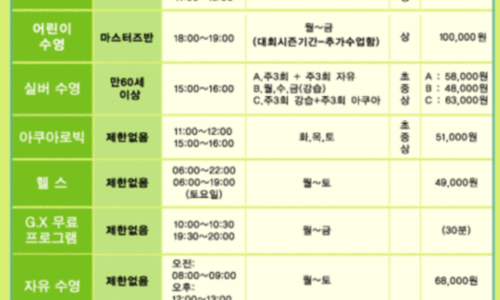 어린이
수영
마스터즈반
18:00~19:00
월~금
(대회시즌기간-추가수업함)
상
100,000원
실버 수영
만60세
이상
15:00~16:00
A,주3회 + 주3회 자유
B,월,수,금(강습)
C,주3회 강습+주3회 아쿠아
초
중
상
A : 58,000원
B : 48,000원
C : 63,000원
아쿠아로빅
제한없음
11:00~12:00
15:00~16:00
화,목,토
초
중
상
51,000원
헬 스
제한없음
06:00~22:00
06:00~19:00
(토요일)
월~토
49,000원
G.X 무료
프로그램
제한없음
10:00~10:30
19:30~20:00
월~금
(30분)
자유 수영
제한없음
오전:
08:00~09:00
오후:
12:00~13:00
월~토
68,000원